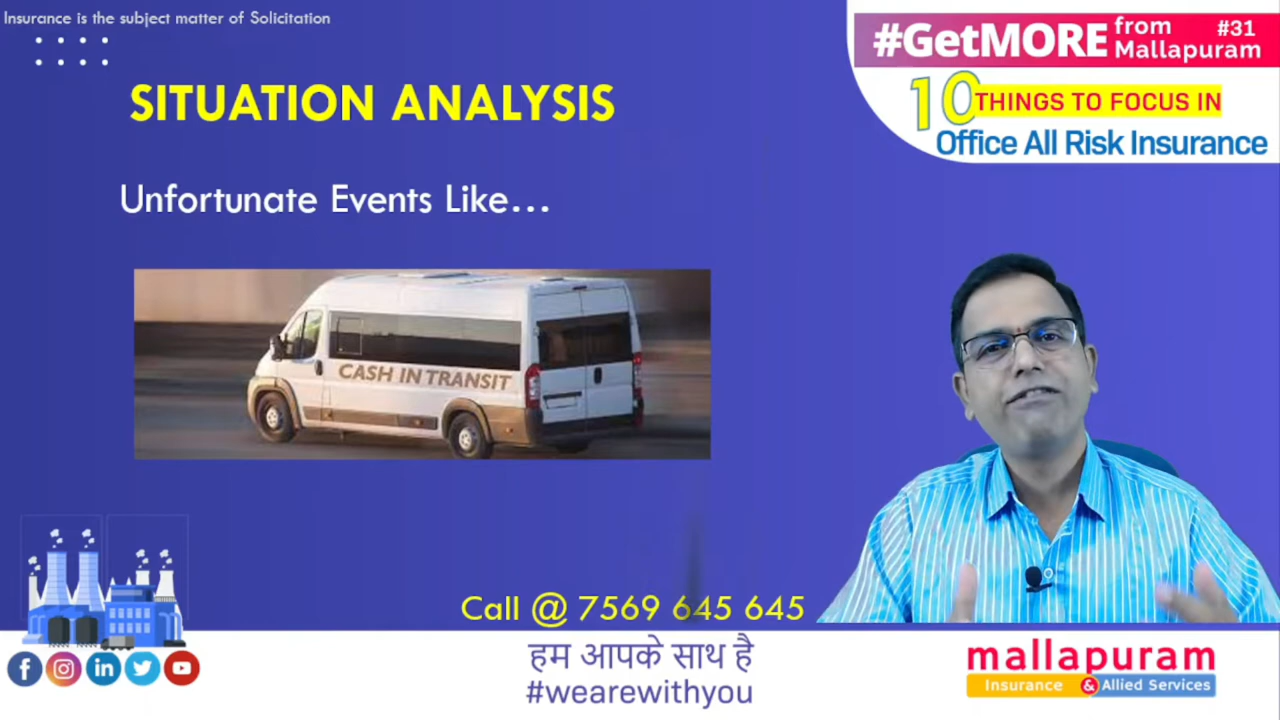 Insurance is the subject matter of Solicitation
#GetMORE from Mallapuram #31
10 THINGS TO FOCUS IN
Office All Risk Insurance
SITUATION ANALYSIS
Unfortunate Events Like...
CASH IN TRANSIT
Call @ 7569 645 645
हम आपके साथ है
#wearewithyou
mallapuram
Insurance & Allied Services